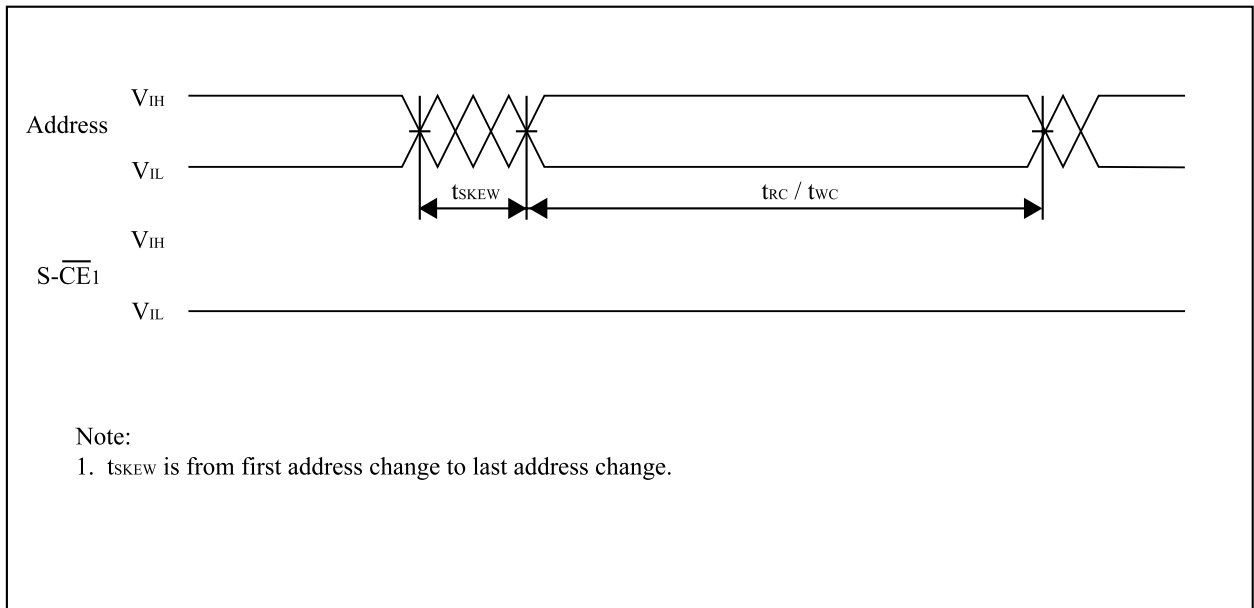 VIH
Address
VIL
tSKEW
tRC / tWC
VIH
S-C̅E̅1
VIL
Note:
1. tSKEW is from first address change to last address change.